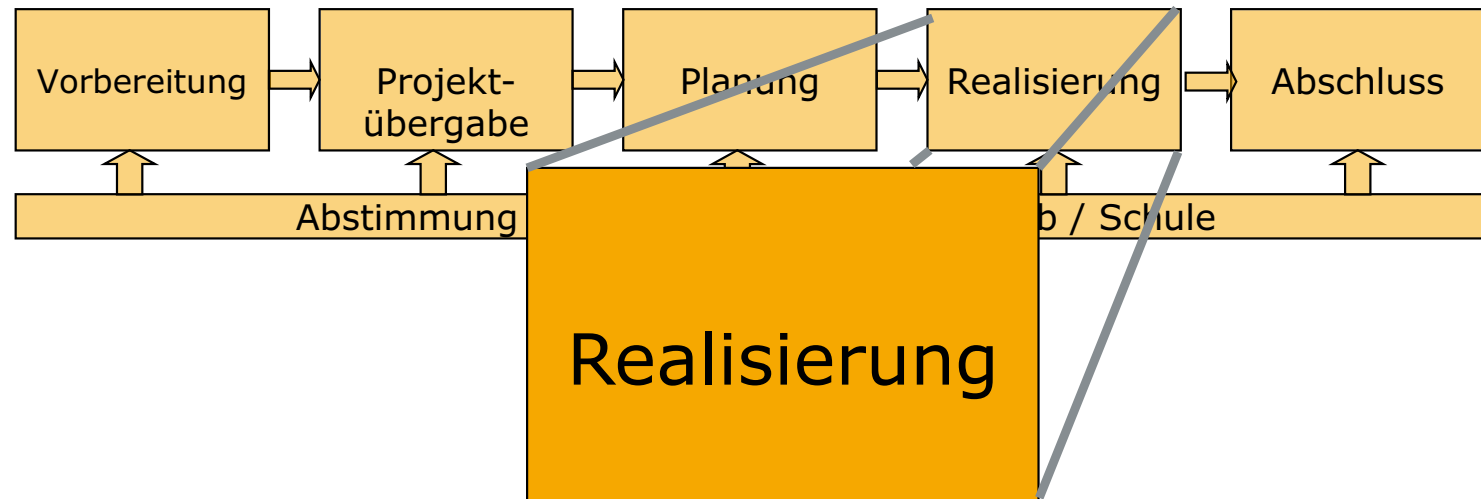 Vorbereitung
Projekt-
übergabe
Planung
Realisierung
Abschluss
Abstimmung b / Schule
Realisierung